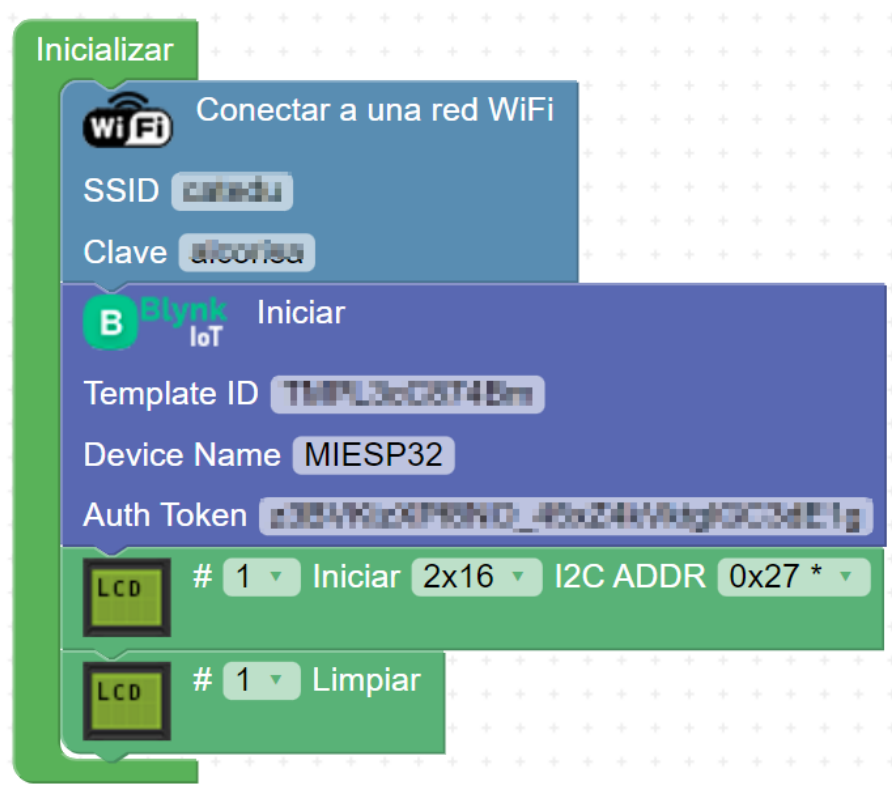 Inicializar
WiFi Conectar a una red WiFi
SSID
Clave
B Blynk IoT Iniciar
Template ID
Device Name MIESP32
Auth Token
LCD # 1 Iniciar 2x16 I2C ADDR 0x27 *
LCD # 1 Limpiar